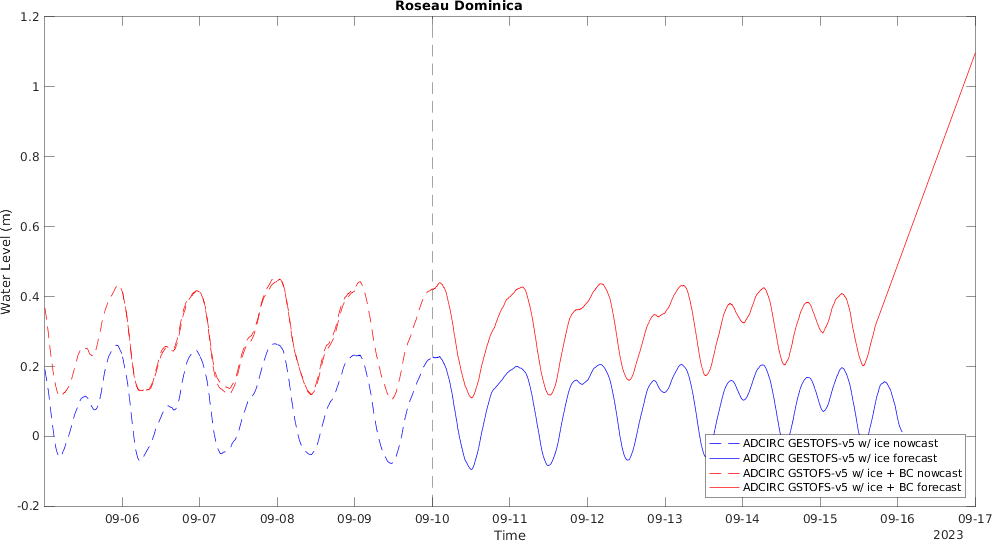 Roseau Dominica
1.2
1
0.8
0.6
0.4
0.2
0
-0.2
Water Level (m)
ADCIRC GESTOFS-v5 w/ ice nowcast
ADCIRC GESTOFS-v5 w/ ice forecast
ADCIRC GSTOFS-v5 w/ ice + BC nowcast
ADCIRC GSTOFS-v5 w/ ice + BC forecast
09-06 09-07 09-08 09-09 09-10 09-11 09-12 09-13 09-14 09-15 09-16 09-17
Time
2023